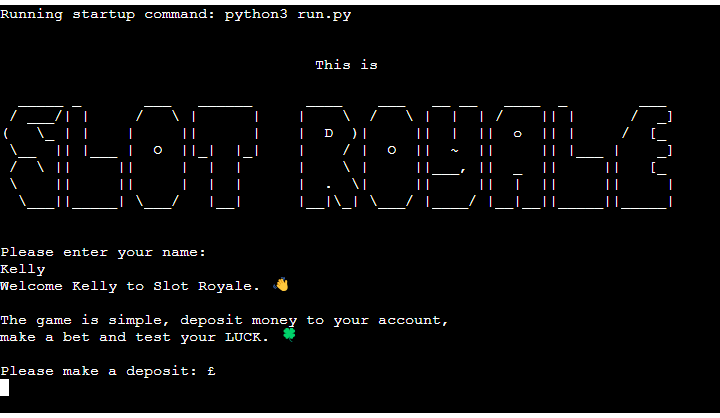 Running startup command: python3 run.py
This is
SLOT ROYALE
Please enter your name:
Kelly
Welcome Kelly to Slot Royale. 👋
The game is simple, deposit money to your account,
make a bet and test your LUCK. 🍀
Please make a deposit: £